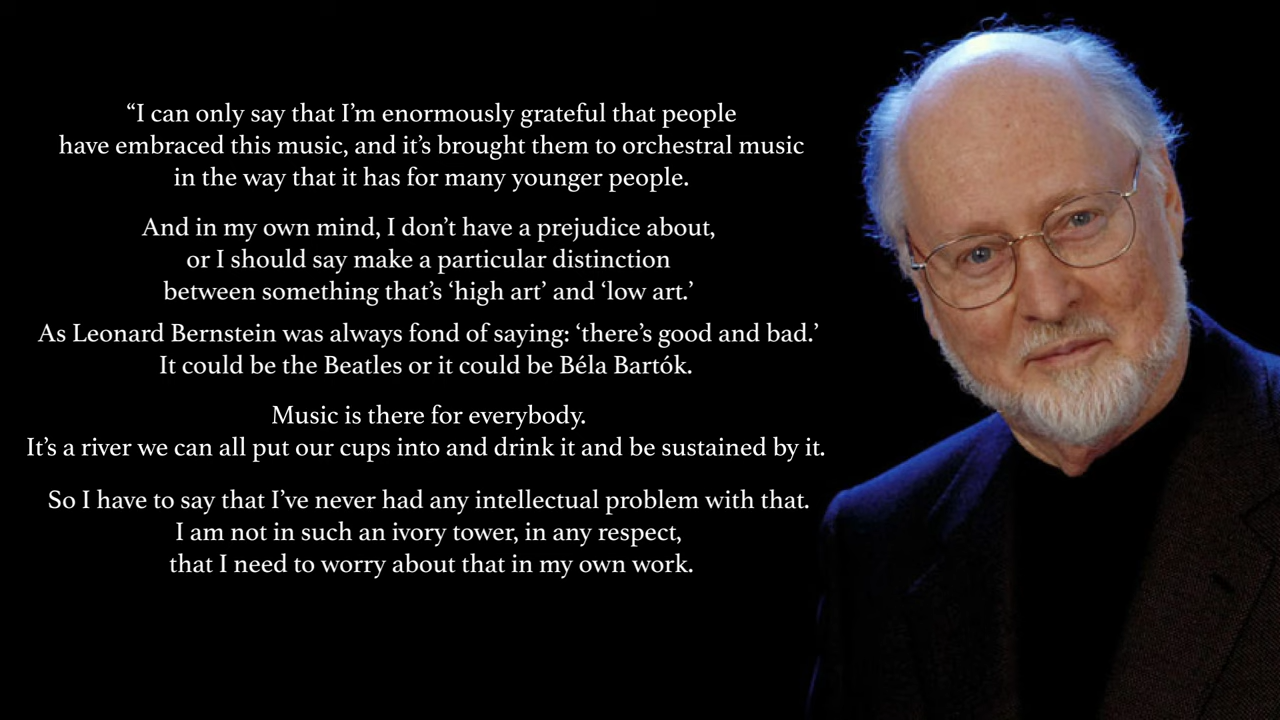 “I can only say that I’m enormously grateful that people
have embraced this music, and it’s brought them to orchestral music
in the way that it has for many younger people.
And in my own mind, I don’t have a prejudice about,
or I should say make a particular distinction
between something that’s ‘high art’ and ‘low art.’
As Leonard Bernstein was always fond of saying: ‘there’s good and bad.’
It could be the Beatles or it could be Béla Bartók.
Music is there for everybody.
It’s a river we can all put our cups into and drink it and be sustained by it.
So I have to say that I’ve never had any intellectual problem with that.
I am not in such an ivory tower, in any respect,
that I need to worry about that in my own work.